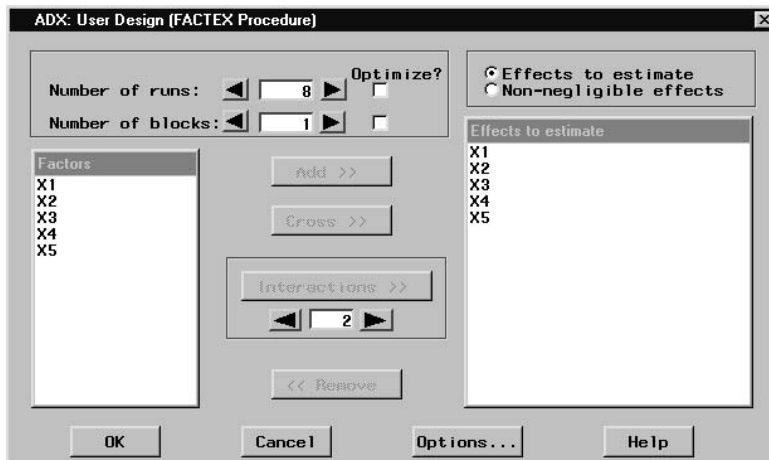 ADX: User Design (FACTEX Procedure)
Optimize?
Number of runs: 8
Number of blocks: 1
Effects to estimate
Non-negligible effects
Factors
X1
X2
X3
X4
X5
Add >>
Cross >>
Interactions >>
2
<< Remove
Effects to estimate
X1
X2
X3
X4
X5
OK
Cancel
Options...
Help